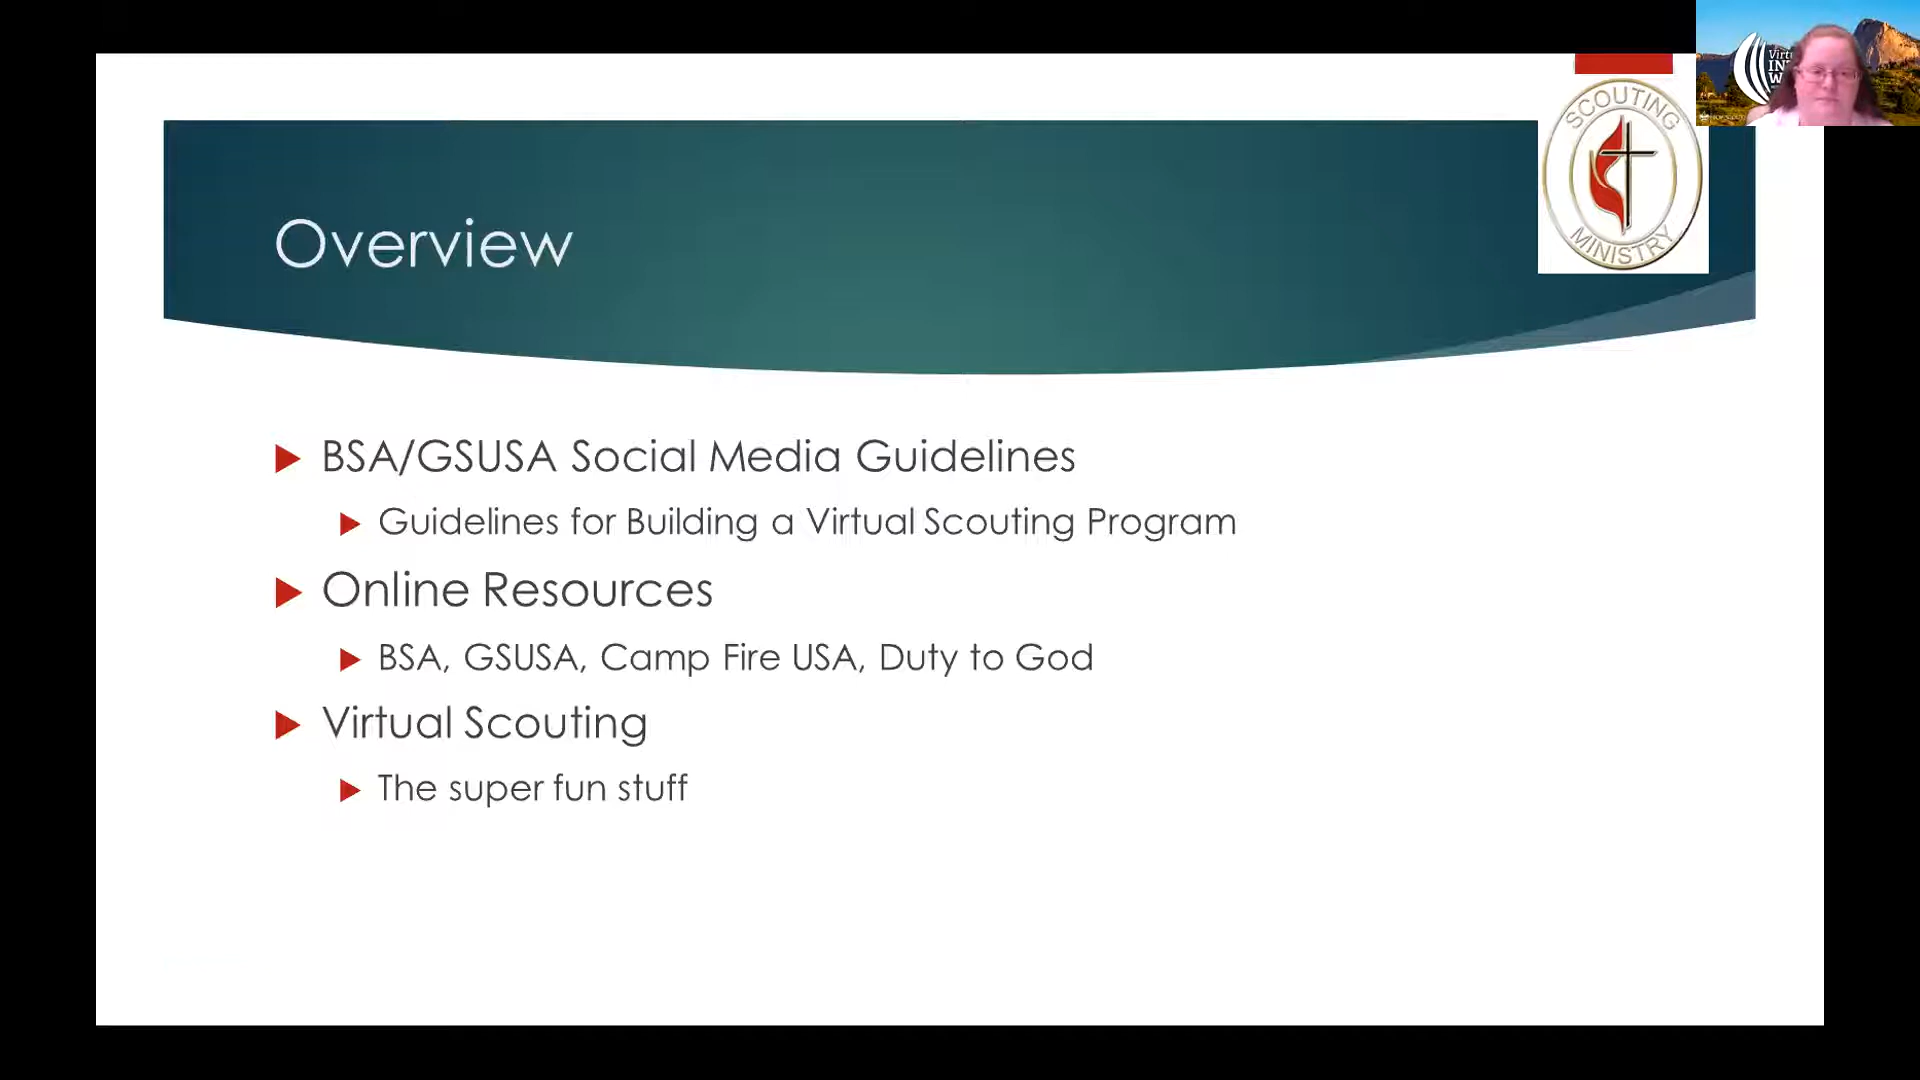 SCOUTING
MINISTRY
Overview
BSA/GSUSA Social Media Guidelines
Guidelines for Building a Virtual Scouting Program
Online Resources
BSA, GSUSA, Camp Fire USA, Duty to God
Virtual Scouting
The super fun stuff